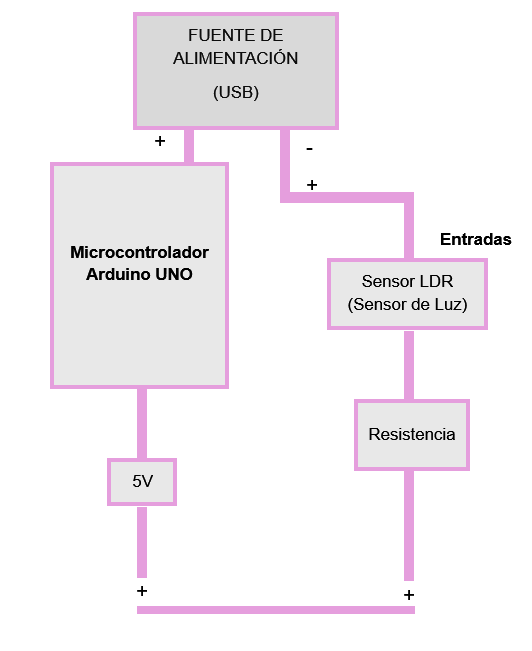 FUENTE DE
ALIMENTACIÓN
(USB)
+
-
+
Entradas
Microcontrolador
Arduino UNO
Sensor LDR
(Sensor de Luz)
Resistencia
5V
+
+